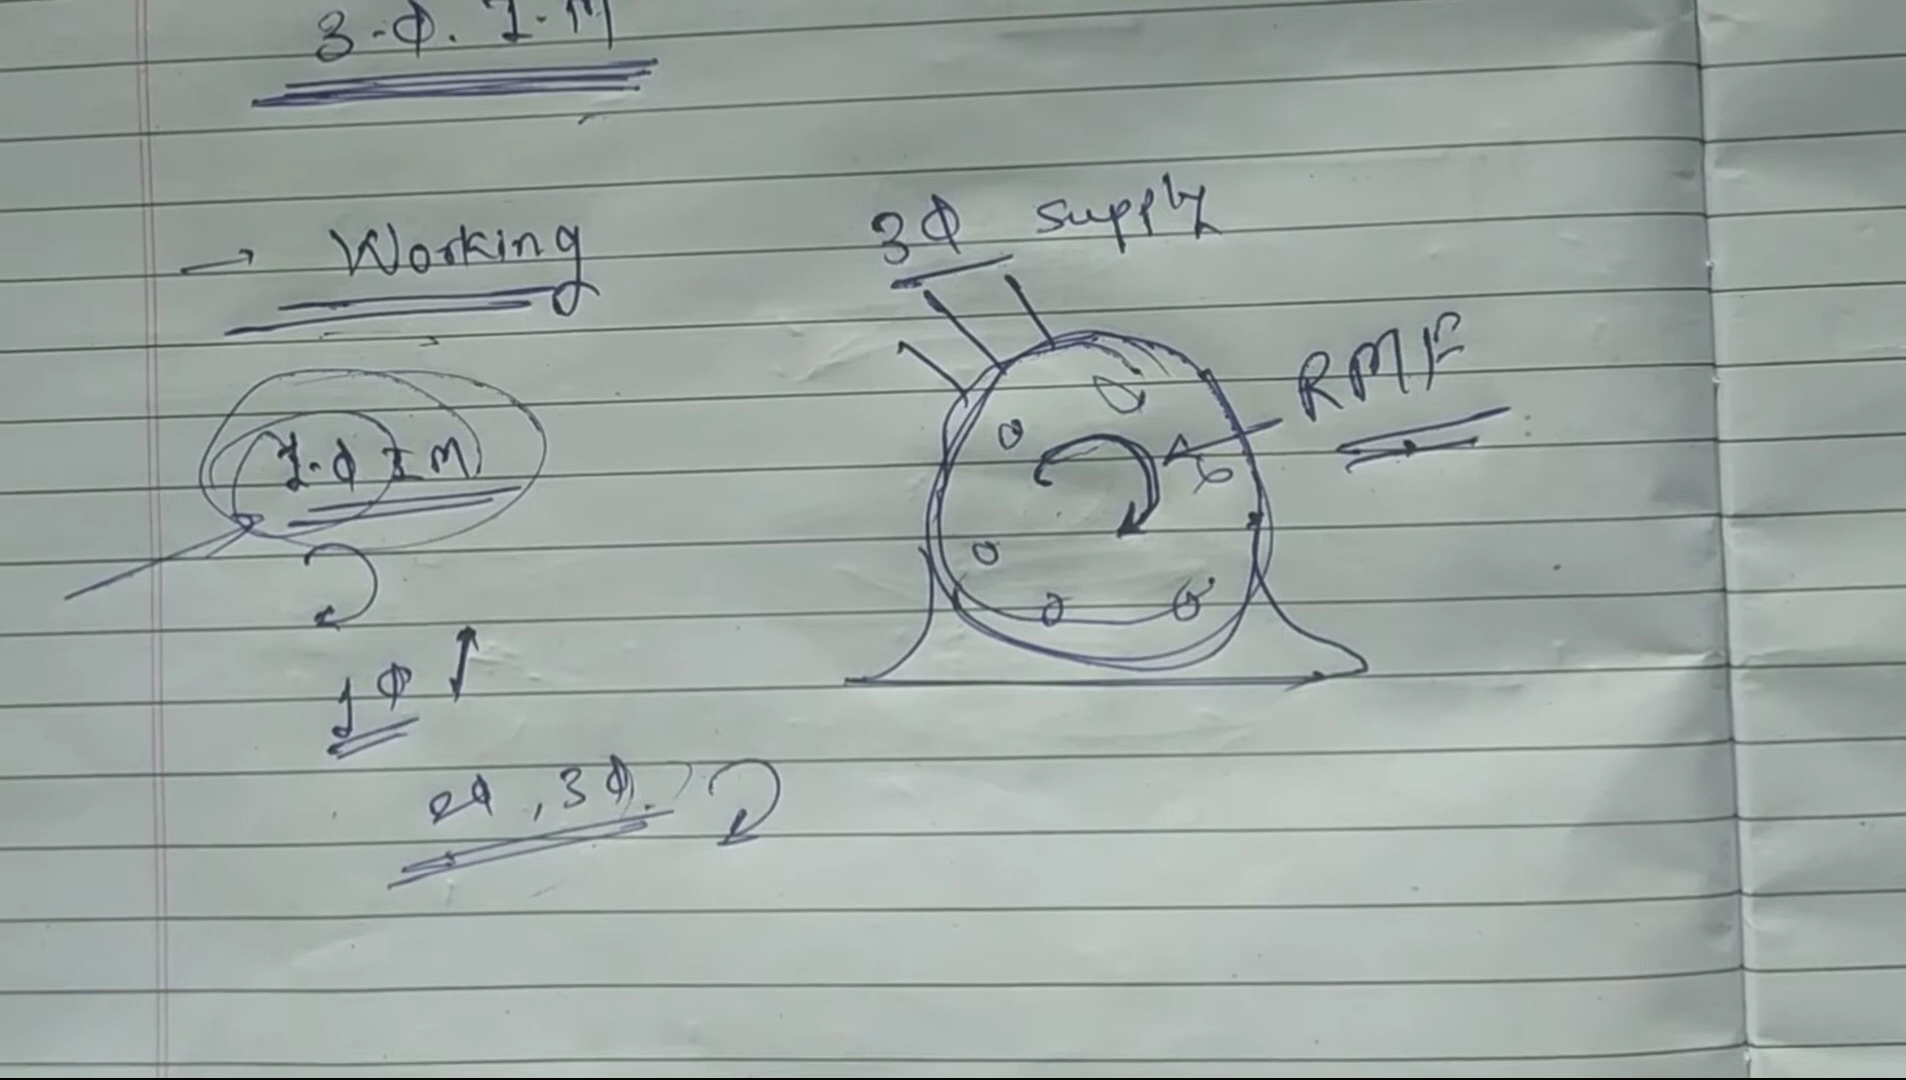 3-Φ. I-M
→ Working
3Φ supply
RMF
1-Φ IM
1Φ
2Φ, 3Φ.